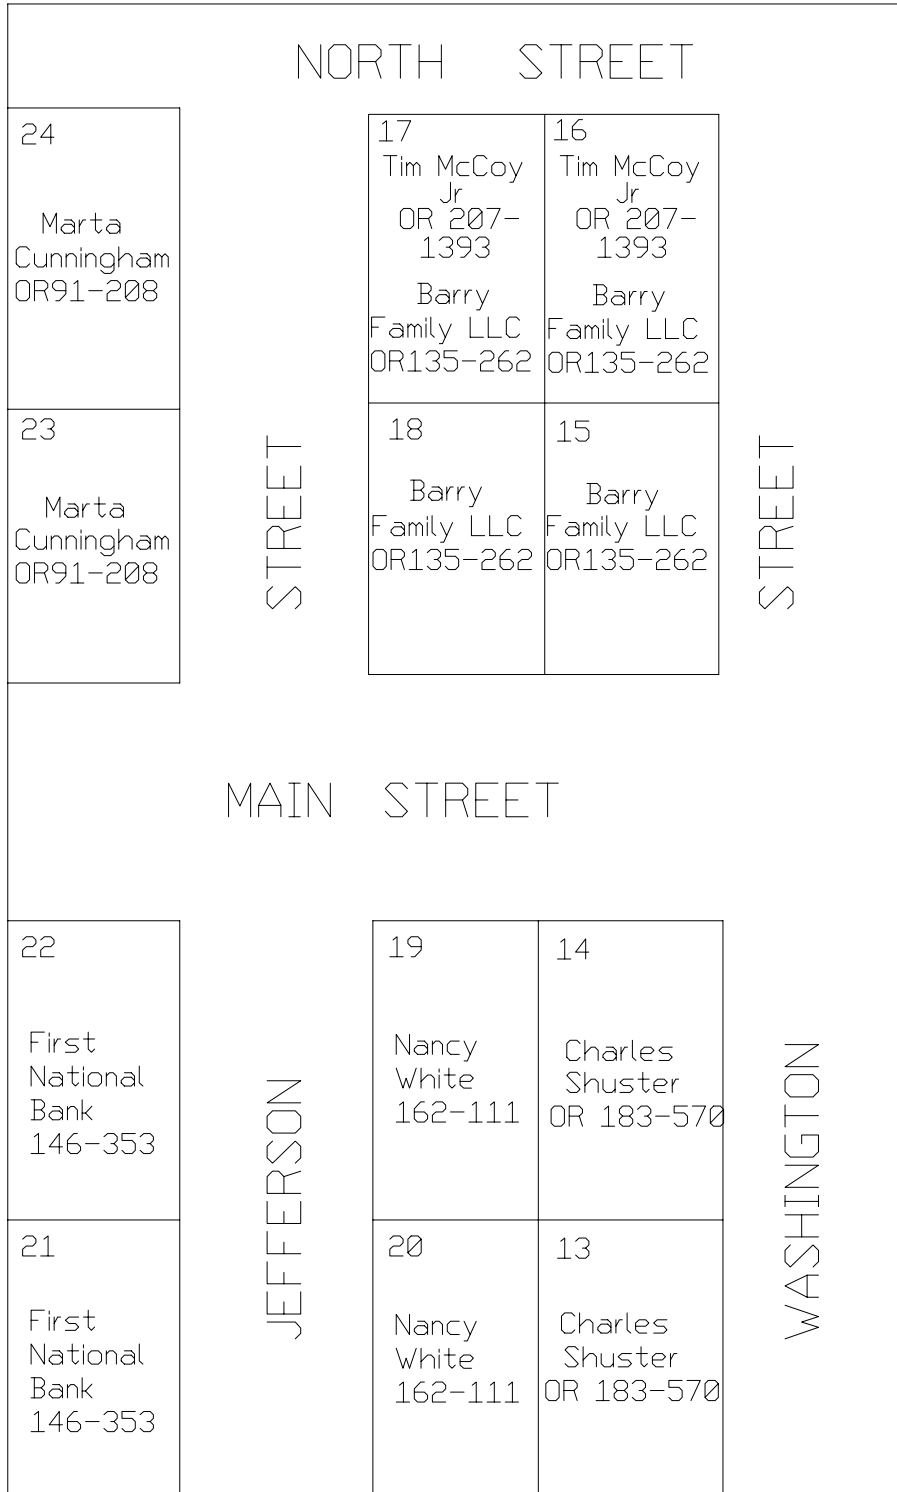 NORTH STREET
24
Marta
Cunningham
OR91-208
17
Tim McCoy
Jr
OR 207-
1393
Barry
Family LLC
OR135-262
16
Tim McCoy
Jr
OR 207-
1393
Barry
Family LLC
OR135-262
23
Marta
Cunningham
OR91-208
STREET
18
Barry
Family LLC
OR135-262
15
Barry
Family LLC
OR135-262
STREET
MAIN STREET
22
First
National
Bank
146-353
JEFFERSON
19
Nancy
White
162-111
14
Charles
Shuster
OR 183-570
WASHINGTON
21
First
National
Bank
146-353
20
Nancy
White
162-111
13
Charles
Shuster
OR 183-570